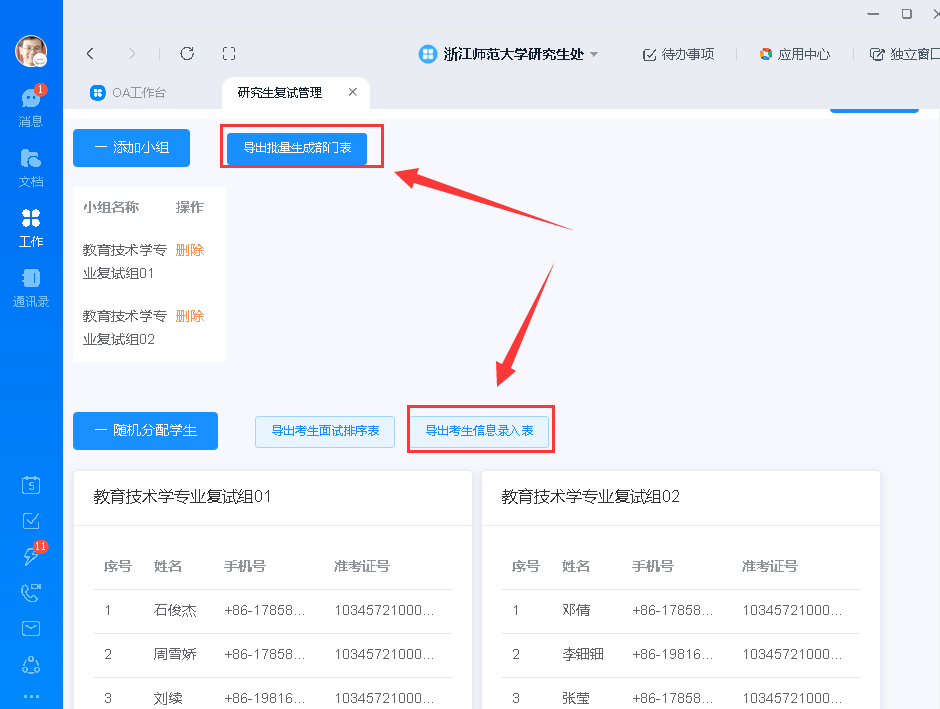 浙江师范大学研究生处
待办事项
应用中心
独立窗口
OA工作台
研究生复试管理
1
消息
文档
工作
通讯录
5
11
一 添加小组
导出批量生成部门表
小组名称 操作
教育技术学专 删除
业复试组01
教育技术学专 删除
业复试组02
一 随机分配学生
导出考生面试排序表
导出考生信息录入表
教育技术学专业复试组01
序号 姓名 手机号 准考证号
1 石俊杰 +86-17858... 10345721000...
2 周雪娇 +86-17858... 10345721000...
3 刘续 +86-19816... 10345721000...
教育技术学专业复试组02
序号 姓名 手机号 准考证号
1 邓倩 +86-17858... 10345721000...
2 李钿钿 +86-19816... 10345721000...
3 张莹 +86-17858... 10345721000...